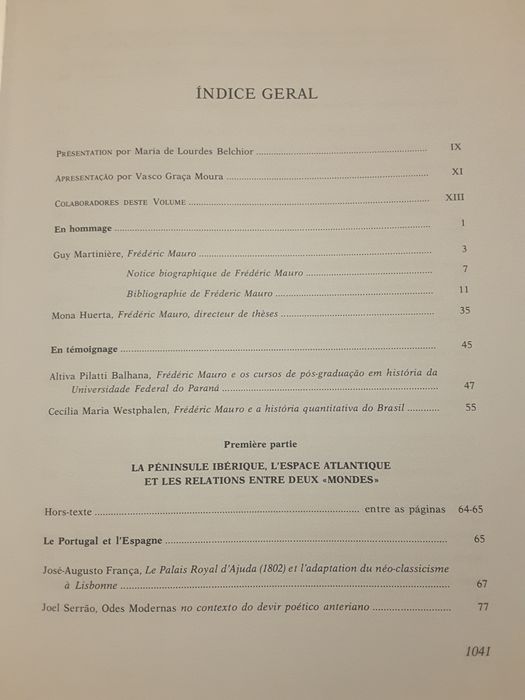 ÍNDICE GERAL
PRÉSENTATION por Maria de Lourdes Belchior ........ IX
APRESENTAÇÃO por Vasco Graça Moura ........ XI
COLABORADORES DESTE VOLUME ........ XIII
En hommage ........ 1
Guy Martinière, Frédéric Mauro ........ 3
Notice biographique de Frédéric Mauro ........ 7
Bibliographie de Fréderic Mauro ........ 11
Mona Huerta, Frédéric Mauro, directeur de thèses ........ 35
En témoignage ........ 45
Altiva Pilatti Balhana, Frédéric Mauro e os cursos de pós-graduação em história da
Universidade Federal do Paraná ........ 47
Cecília Maria Westphalen, Frédéric Mauro e a história quantitativa do Brasil ........ 55
Première partie
LA PÉNINSULE IBÉRIQUE, L'ESPACE ATLANTIQUE
ET LES RELATIONS ENTRE DEUX «MONDES»
Hors-texte ........ entre as páginas 64-65
Le Portugal et l'Espagne ........ 65
José-Augusto França, Le Palais Royal d'Ajuda (1802) et l'adaptation du néo-classicisme
à Lisbonne ........ 67
Joel Serrão, Odes Modernas no contexto do devir poético anteriano ........ 77
1041